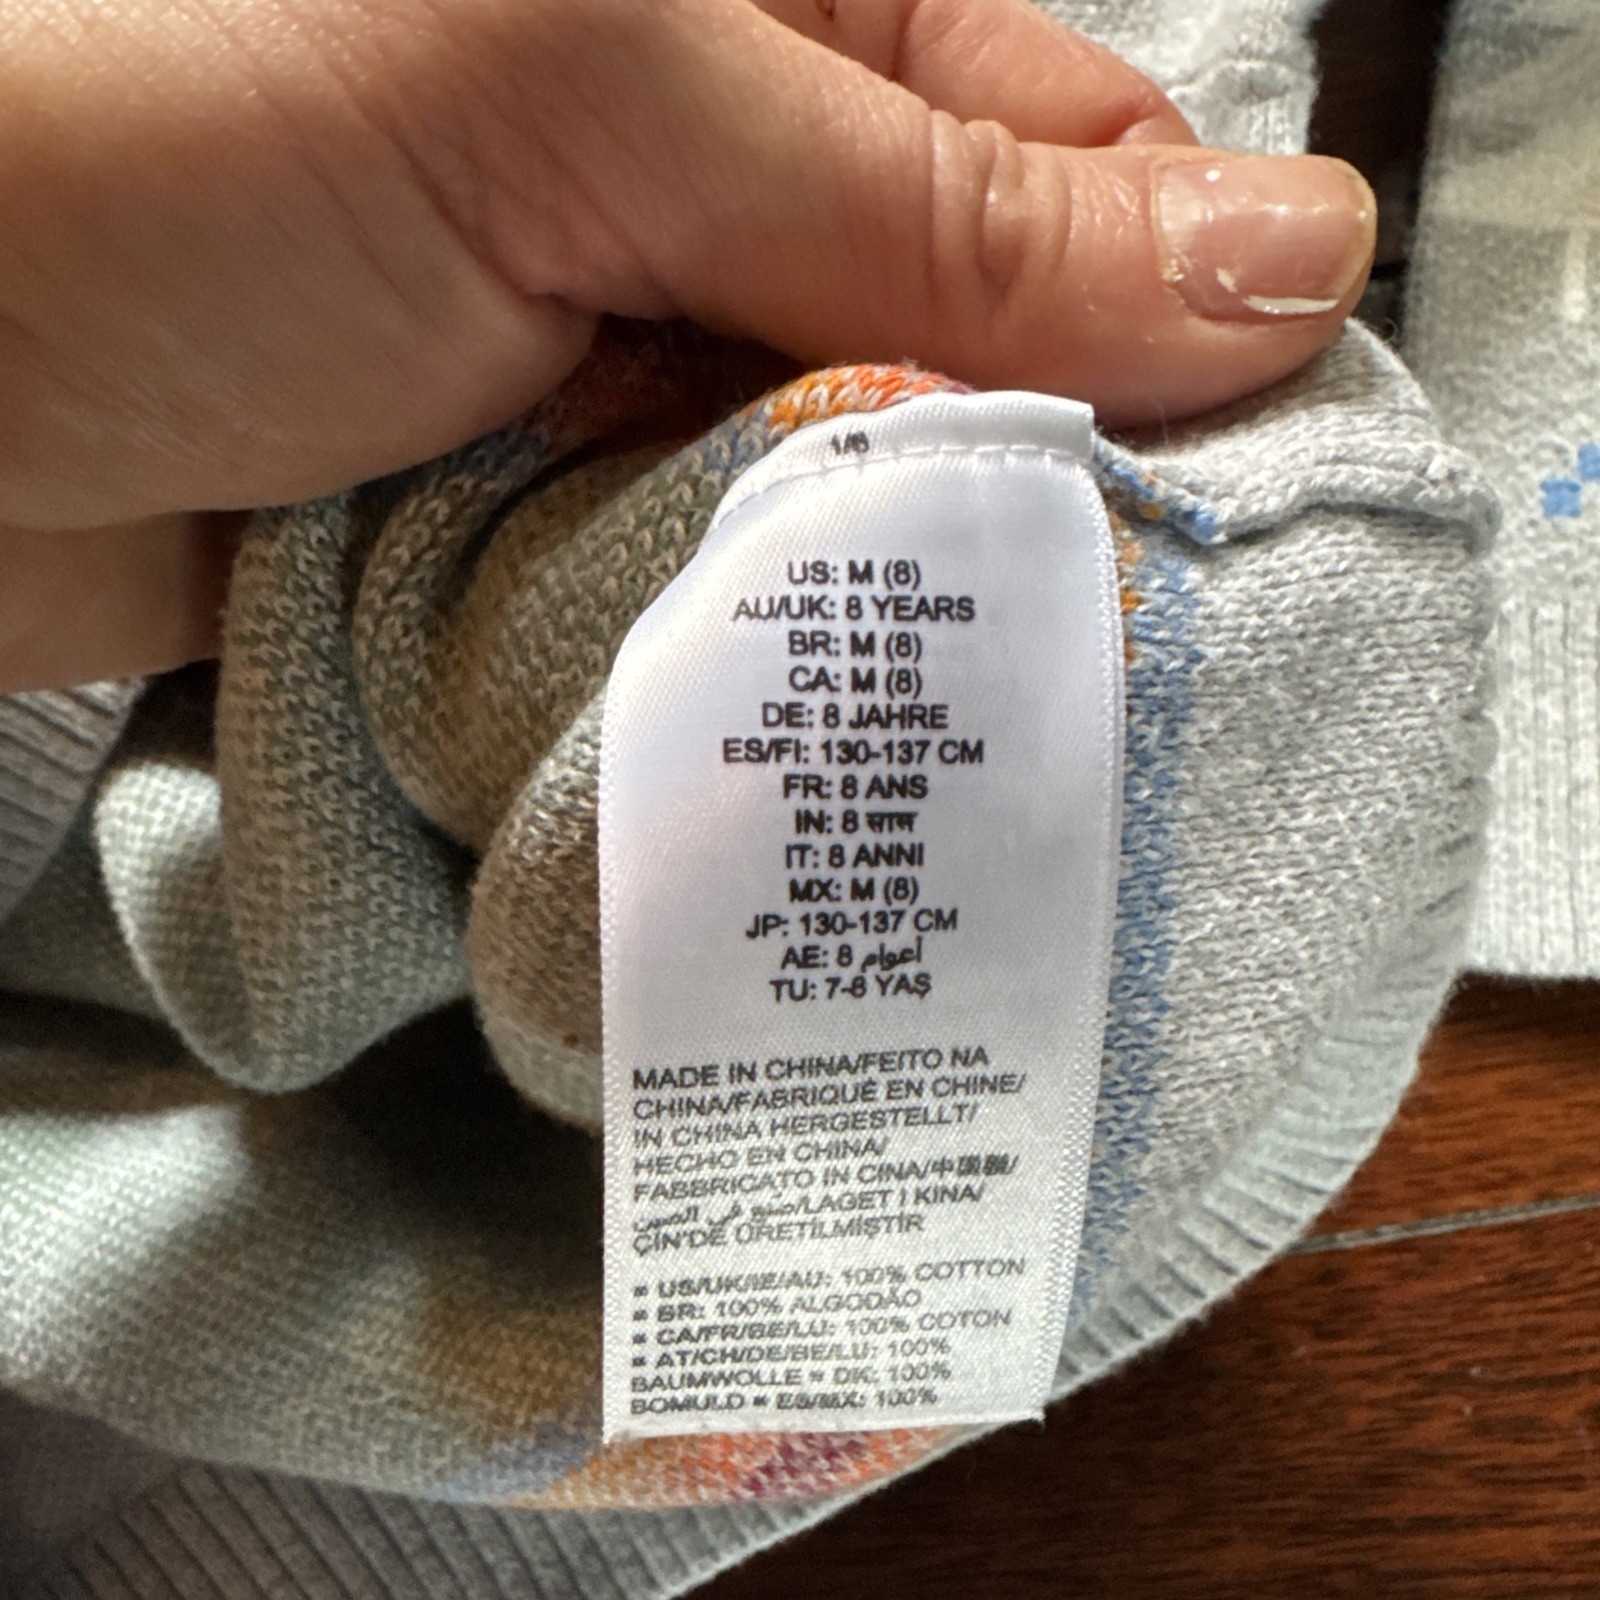 1/6
US: M (8)
AU/UK: 8 YEARS
BR: M (8)
CA: M (8)
DE: 8 JAHRE
ES/FI: 130-137 CM
FR: 8 ANS
IN: 8 साल
IT: 8 ANNI
MX: M (8)
JP: 130-137 CM
AE: 8 أعوام
TU: 7-8 YAŞ
MADE IN CHINA/FEITO NA
CHINA/FABRIQUÉ EN CHINE/
IN CHINA HERGESTELLT/
HECHO EN CHINA/
FABBRICATO IN CINA/中国製/
صنع في الصين/LAGET I KINA/
ÇİN'DE ÜRETİLMİŞTİR
▪ US/UK/IE/AU: 100% COTTON
▪ BR: 100% ALGODÃO
▪ CA/FR/BE/LU: 100% COTON
▪ AT/CH/DE/BE/LU: 100%
BAUMWOLLE ▪ DK: 100%
BOMULD ▪ ES/MX: 100%